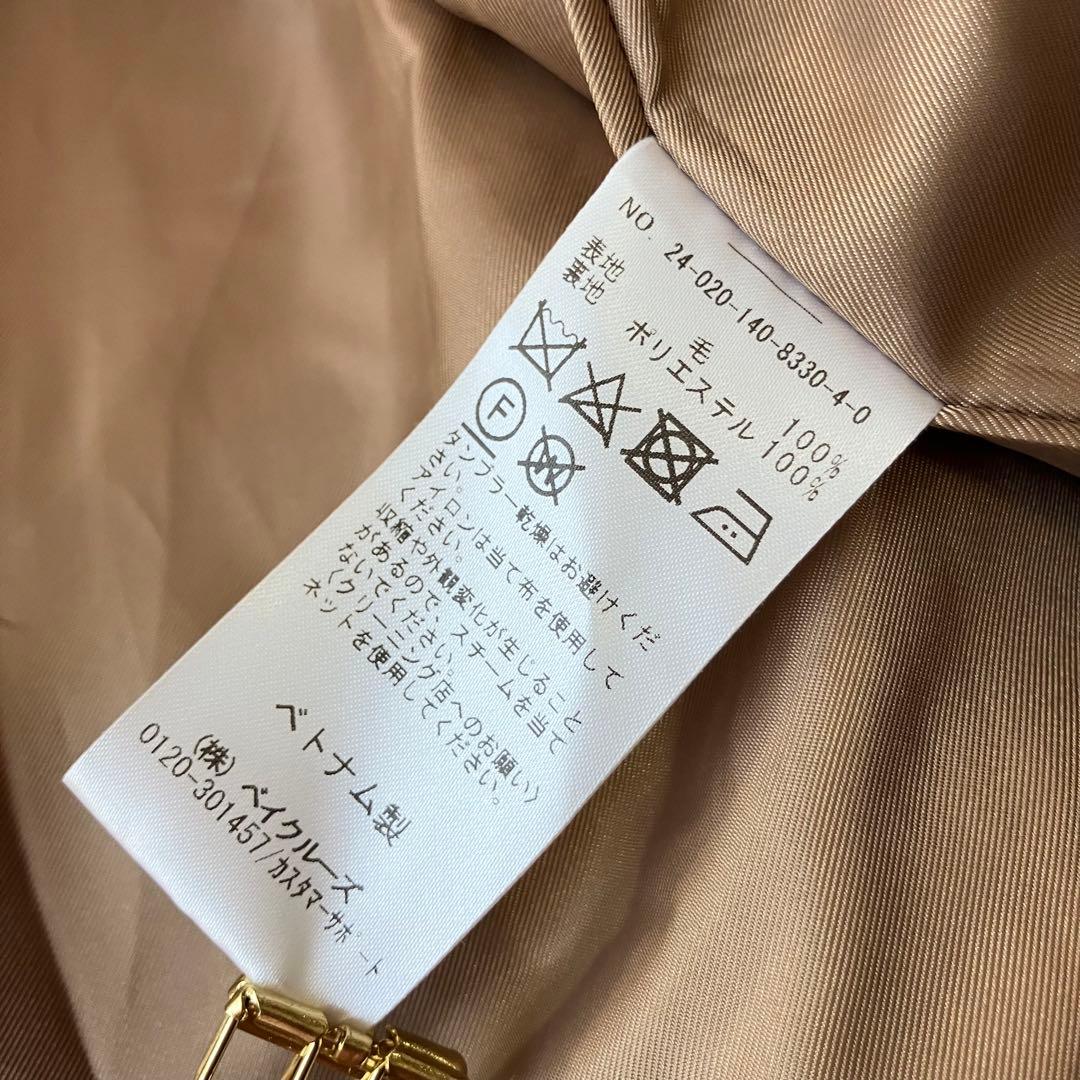 NO. 24-020-140-8330-4-0
表地 毛 100%
裏地 ポリエステル 100%
F
W
タンブラー乾燥はお避けくだ
さい。
アイロンは当て布を使用して
ください。
収縮や外観変化が生じること
があるので、スチームを当て
ないでください。
〈クリーニング店へのお願い〉
ネットを使用してください。
ベトナム製
(株)ベイクルーズ
0120-301457/カスタマーサポート